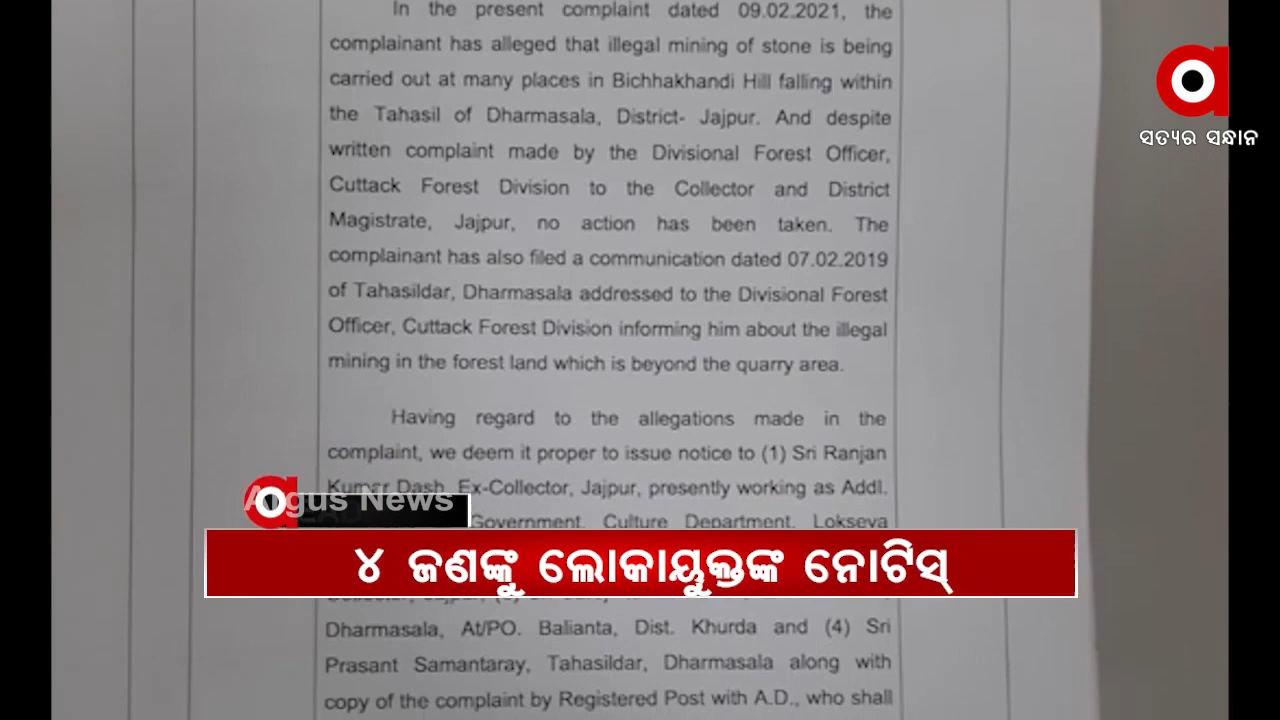 In the present complaint dated 09.02.2021, the
complainant has alleged that illegal mining of stone is being
carried out at many places in Bichhakhandi Hill falling within
the Tahasil of Dharmasala, District- Jajpur. And despite
written complaint made by the Divisional Forest Officer,
Cuttack Forest Division to the Collector and District
Magistrate, Jajpur, no action has been taken. The
complainant has also filed a communication dated 07.02.2019
of Tahasildar, Dharmasala addressed to the Divisional Forest
Officer, Cuttack Forest Division informing him about the illegal
mining in the forest land which is beyond the quarry area.
Having regard to the allegations made in the
complaint, we deem it proper to issue notice to (1) Sri Ranjan
Kumar Dash, Ex-Collector, Jajpur, presently working as Addl.
Government, Culture Department, Lokseva
Dharmasala, At/PO. Balianta, Dist. Khurda and (4) Sri
Prasant Samantaray, Tahasildar, Dharmasala along with
copy of the complaint by Registered Post with A.D., who shall
ସତ୍ୟର ସନ୍ଧାନ
Argus News
୪ ଜଣଙ୍କୁ ଲୋକାୟୁକ୍ତଙ୍କ ନୋଟିସ୍